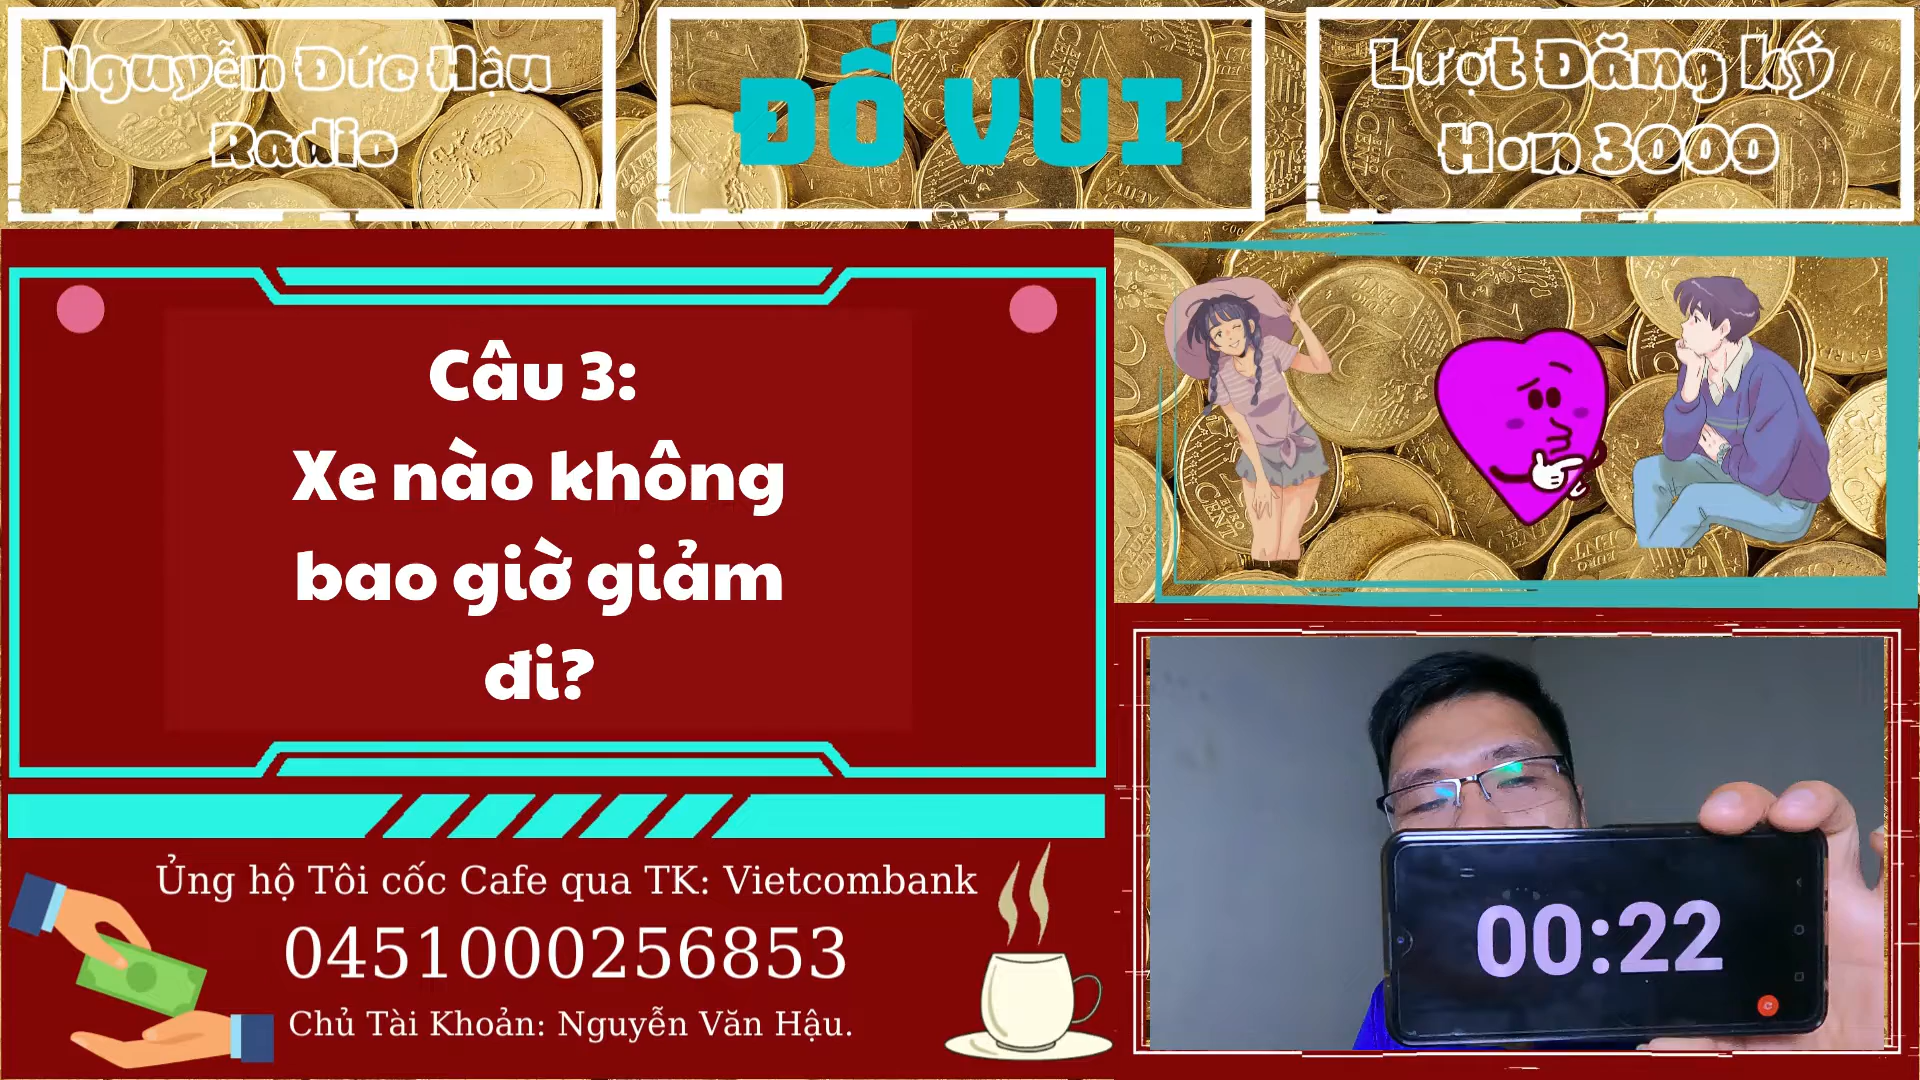 Nguyễn Đức Hậu
Radio
ĐỐ VUI
Lượt Đăng ký
Hơn 3000
Câu 3:
Xe nào không
bao giờ giảm
đi?
Ủng hộ Tôi cốc Cafe qua TK: Vietcombank
0451000256853
Chủ Tài Khoản: Nguyễn Văn Hậu.
00:22